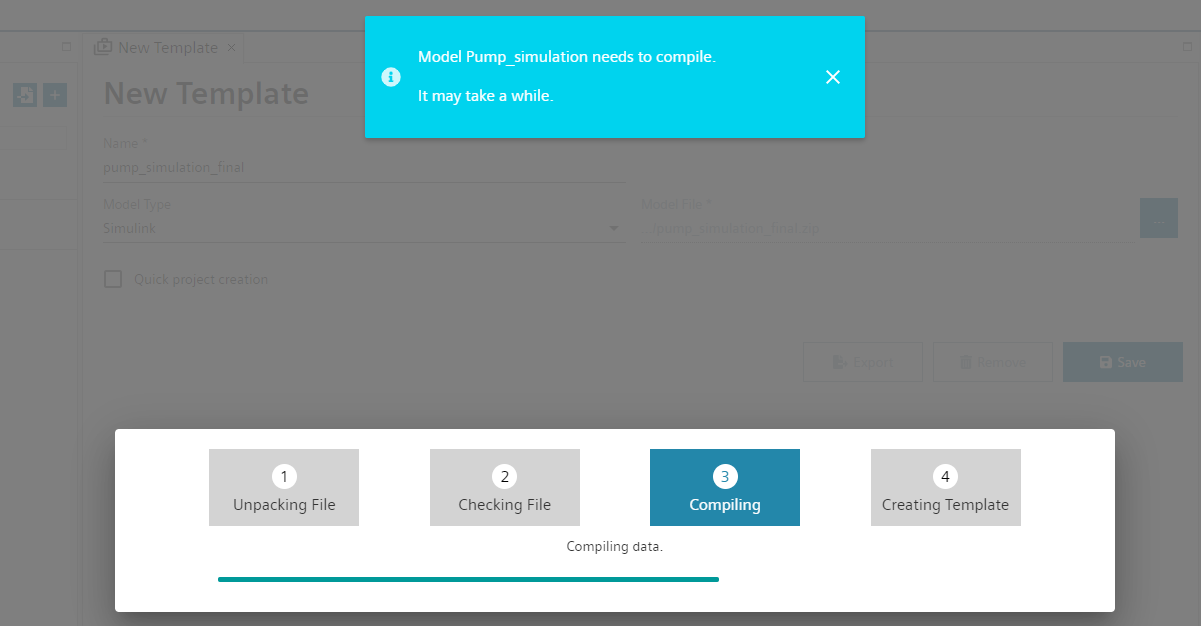 Model Pump_simulation needs to compile.
It may take a while.
New Template
New Template
Name *
pump_simulation_final
Model Type
Simulink
Model File *
...\pump_simulation_final.zip
...
Quick project creation
Export
Remove
Save
1
Unpacking File
2
Checking File
3
Compiling
4
Creating Template
Compiling data.